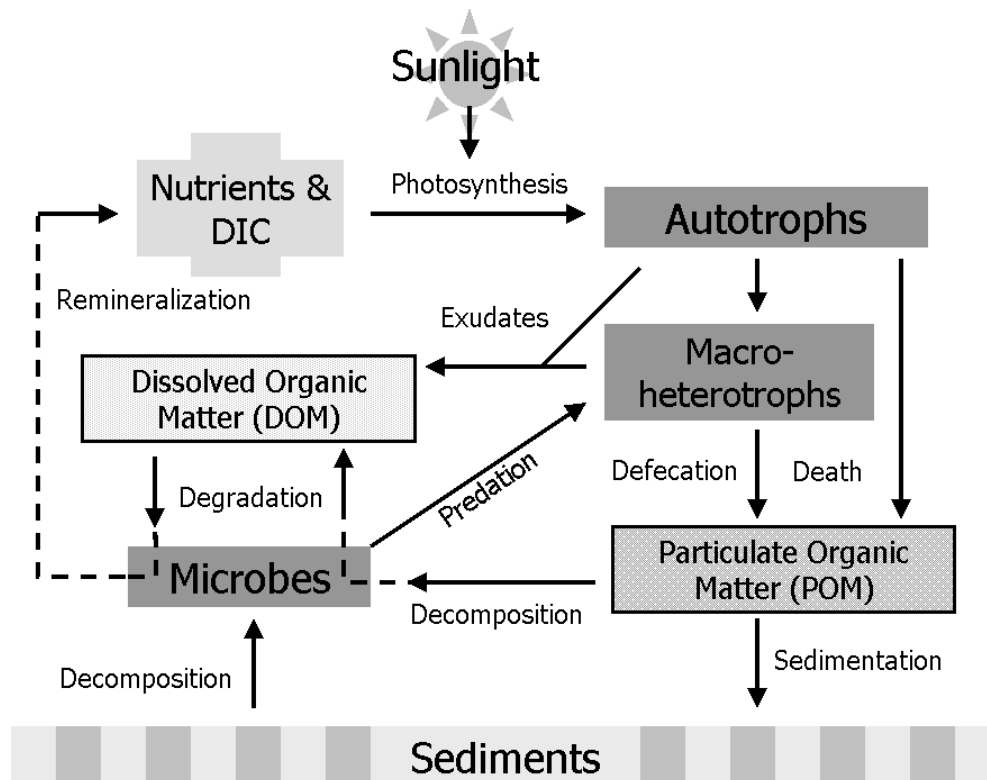 Sunlight
Nutrients &
DIC
Photosynthesis
Autotrophs
Remineralization
Exudates
Macro-
heterotrophs
Dissolved Organic
Matter (DOM)
Degradation
Predation
Defecation
Death
Microbes
Particulate Organic
Matter (POM)
Decomposition
Sedimentation
Decomposition
Sediments